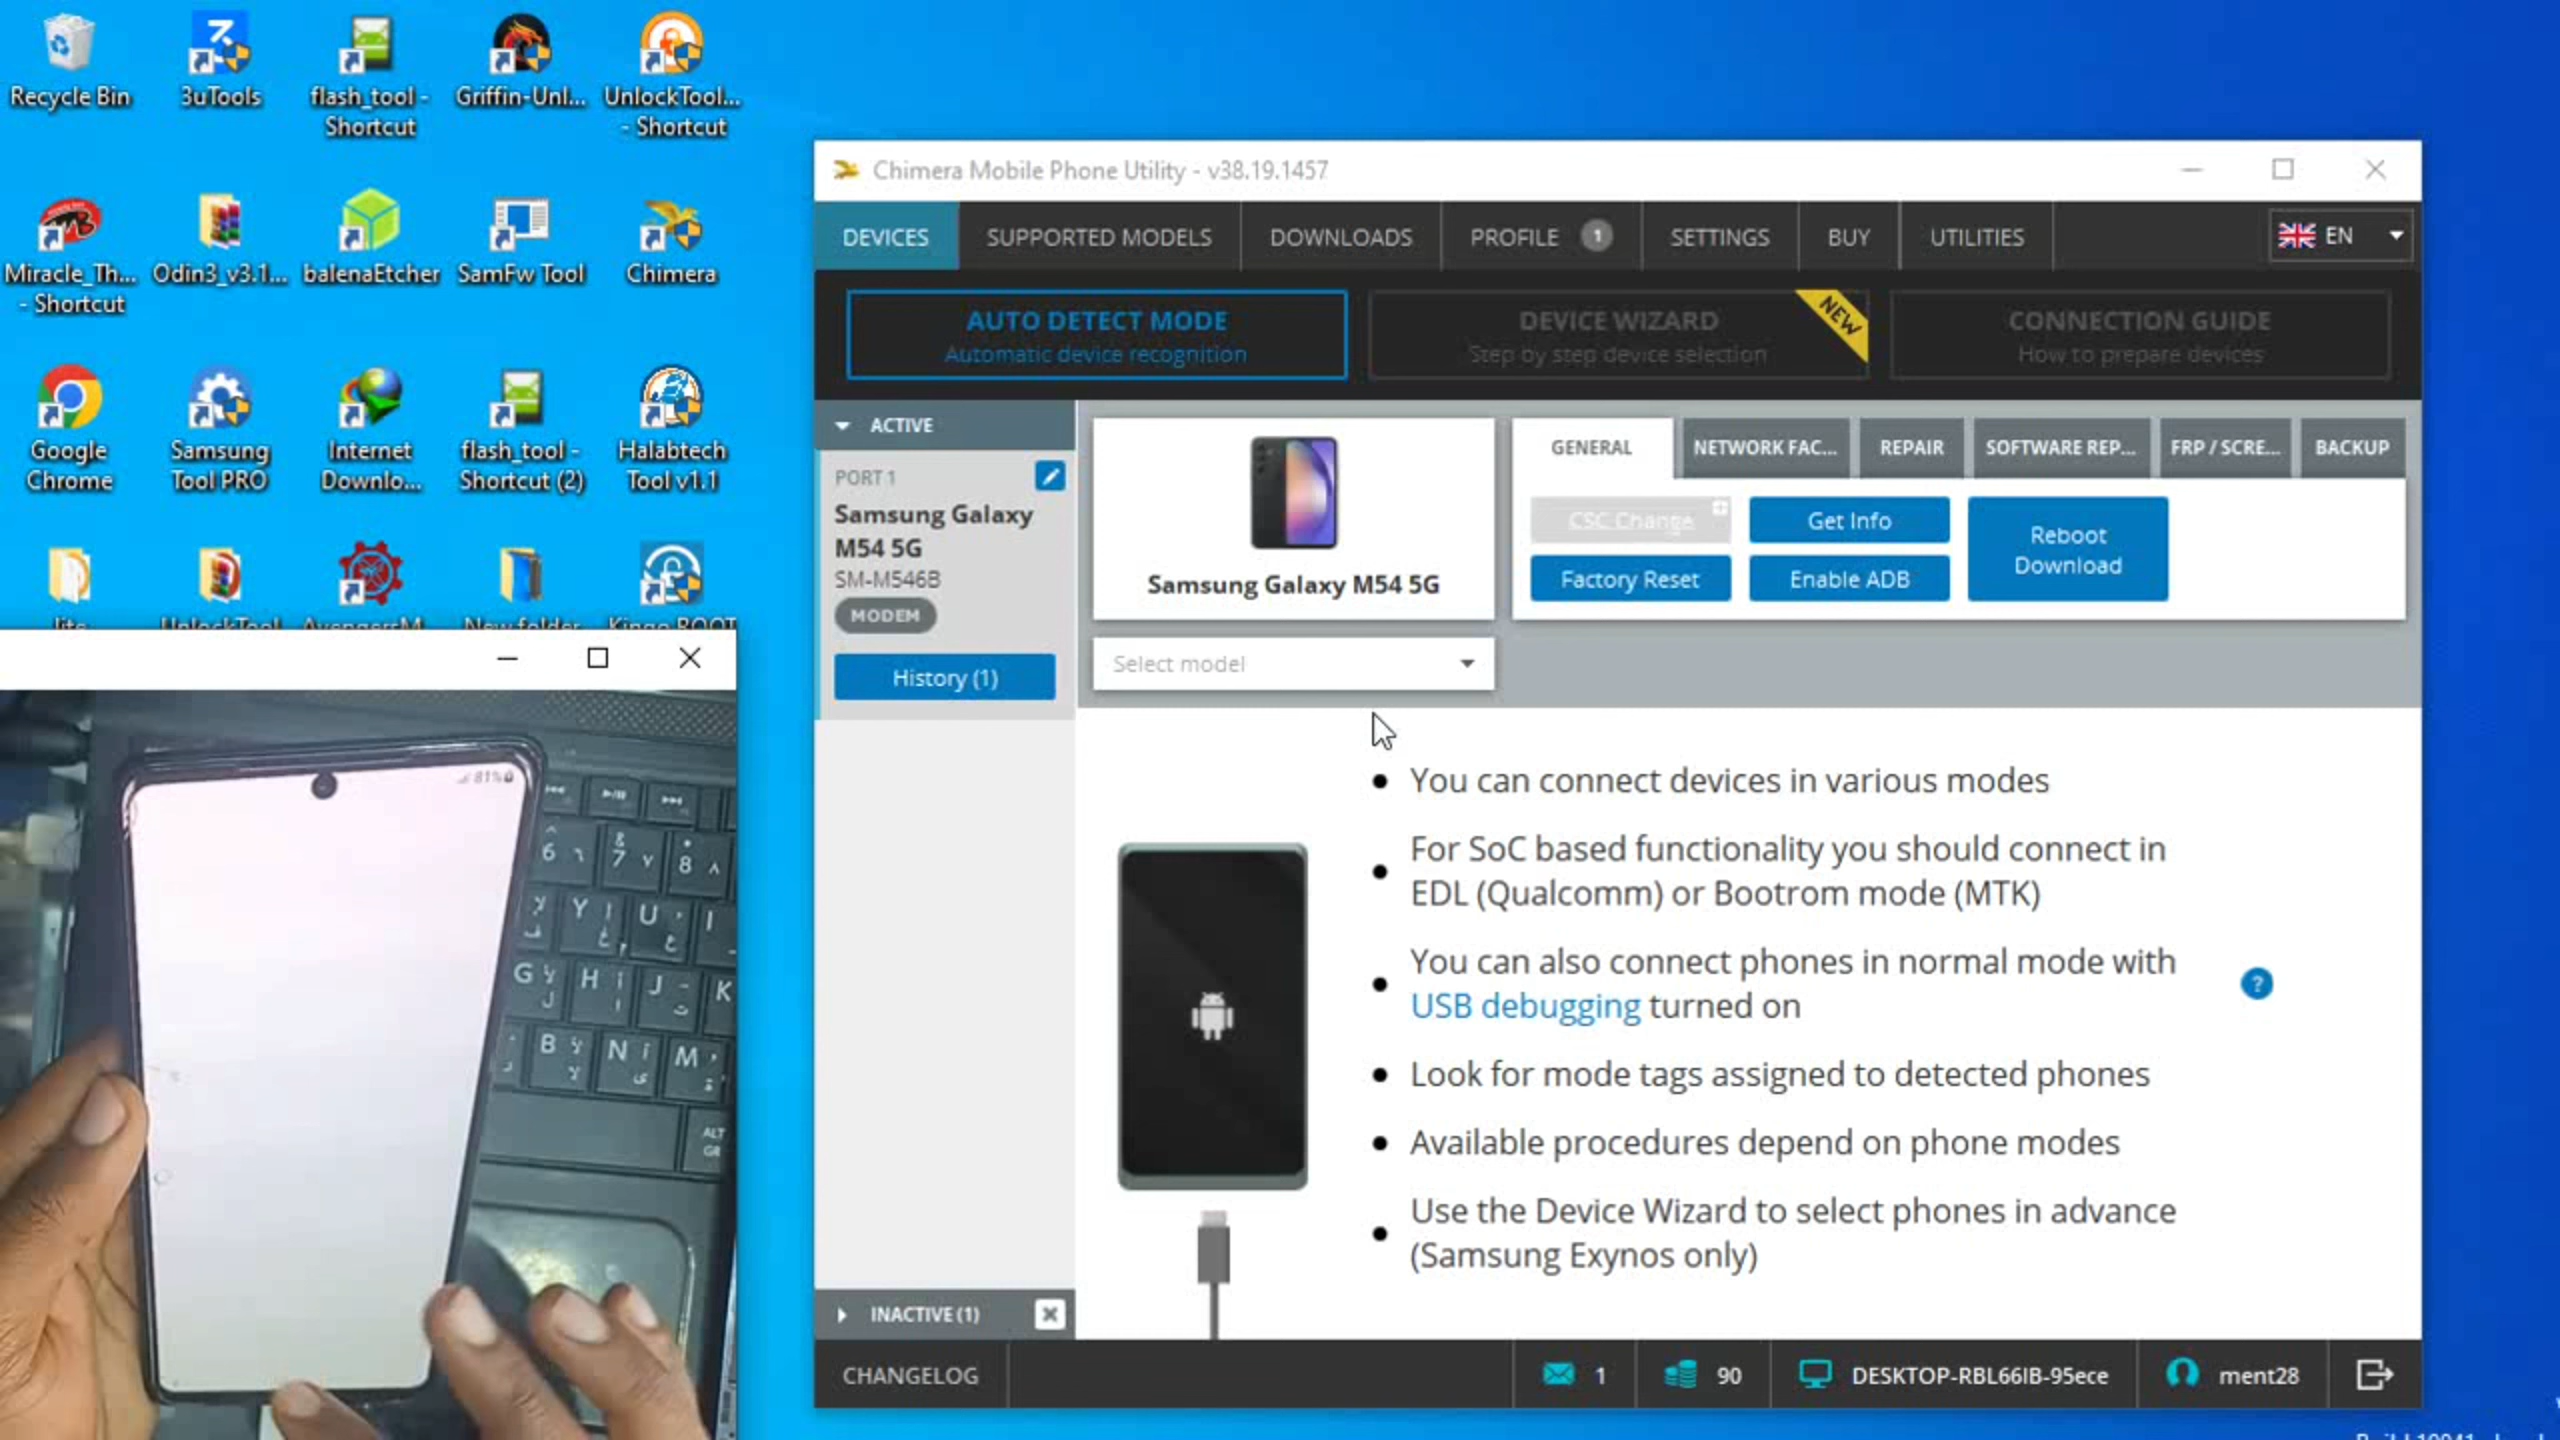 Recycle Bin
3uTools
flash_tool -
Shortcut
Griffin-Unl...
UnlockTool...
- Shortcut
Miracle_Th...
- Shortcut
Odin3_v3.1...
balenaEtcher
SamFw Tool
Chimera
Google
Chrome
Samsung
Tool PRO
Internet
Downlo...
flash_tool -
Shortcut (2)
Halabtech
Tool v1.1
New folder
Chimera Mobile Phone Utility - v38.19.1457
DEVICES
SUPPORTED MODELS
DOWNLOADS
PROFILE 1
SETTINGS
BUY
UTILITIES
EN
AUTO DETECT MODE
Automatic device recognition
DEVICE WIZARD
Step by step device selection
NEW
CONNECTION GUIDE
How to prepare devices
ACTIVE
PORT 1
Samsung Galaxy
M54 5G
SM-M546B
MODEM
History (1)
Samsung Galaxy M54 5G
Select model
GENERAL
NETWORK FAC...
REPAIR
SOFTWARE REP...
FRP / SCRE...
BACKUP
CSC Change
Get Info
Reboot
Download
Factory Reset
Enable ADB
You can connect devices in various modes
For SoC based functionality you should connect in
EDL (Qualcomm) or Bootrom mode (MTK)
You can also connect phones in normal mode with
USB debugging turned on
?
Look for mode tags assigned to detected phones
Available procedures depend on phone modes
Use the Device Wizard to select phones in advance
(Samsung Exynos only)
INACTIVE (1)
CHANGELOG
1
90
DESKTOP-RBL66IB-95ece
ment28
81%
6
7
8
Y
U
I
G
H
J
K
B
N
M
ALT
GR